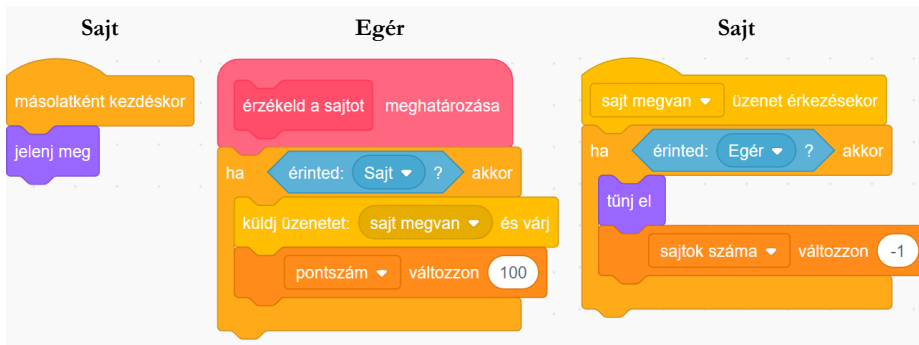 Sajt
másolatként kezdéskor
jelenj meg
Egér
érzékeld a sajtot meghatározása
ha érinted: Sajt ? akkor
küldj üzenetet: sajt megvan és várj
pontszám változzon 100
Sajt
sajt megvan üzenet érkezésekor
ha érinted: Egér ? akkor
tűnj el
sajtok száma változzon -1